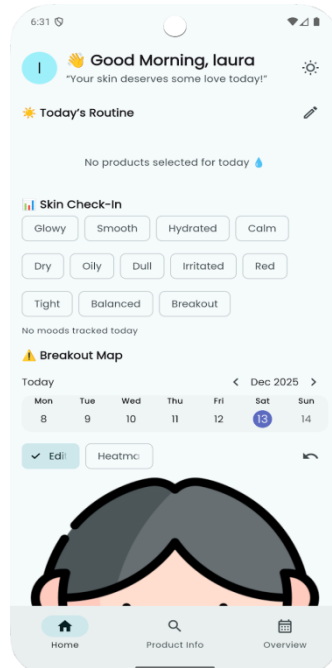 6:31
I
👋 Good Morning, laura
"Your skin deserves some love today!"
☀️ Today's Routine
No products selected for today 💧
📊 Skin Check-In
Glowy Smooth Hydrated Calm
Dry Oily Dull Irritated Red
Tight Balanced Breakout
No moods tracked today
⚠️ Breakout Map
Today < Dec 2025 >
Mon Tue Wed Thu Fri Sat Sun
8 9 10 11 12 13 14
Edi Heatmo
Home Product Info Overview